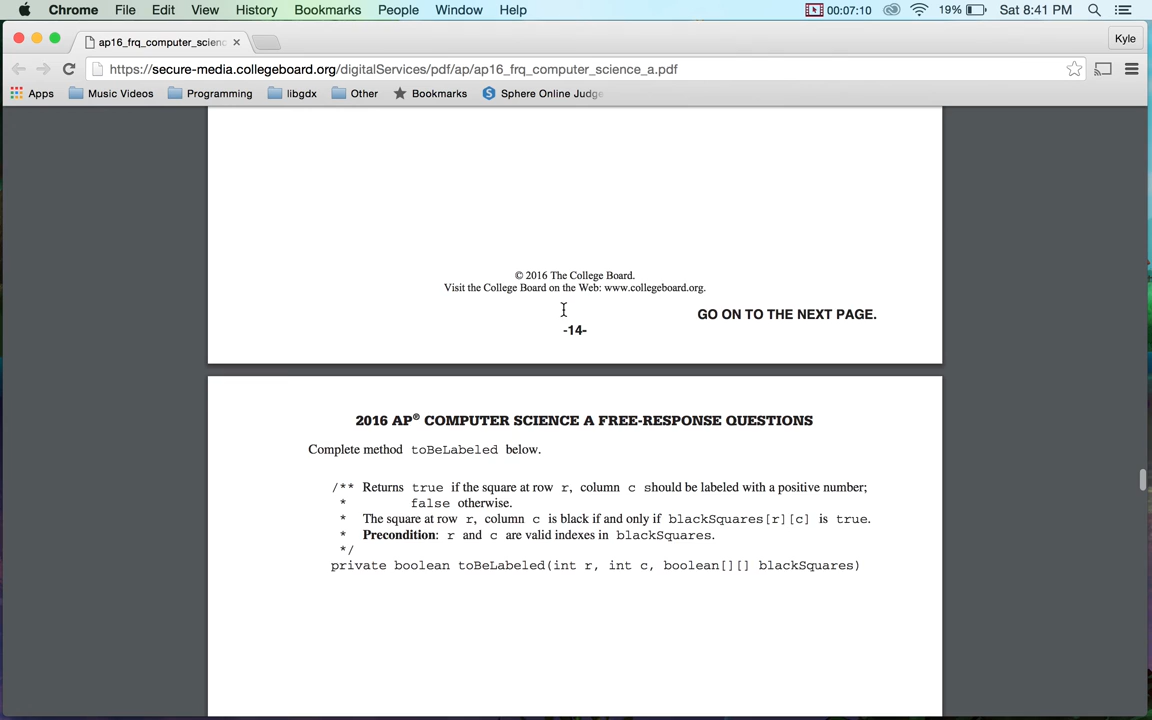 Chrome File Edit View History Bookmarks People Window Help 00:07:10 19% Sat 8:41 PM
ap16_frq_computer_scienc Kyle
https://secure-media.collegeboard.org/digitalServices/pdf/ap/ap16_frq_computer_science_a.pdf
Apps Music Videos Programming libgdx Other Bookmarks Sphere Online Judge
© 2016 The College Board.
Visit the College Board on the Web: www.collegeboard.org.
GO ON TO THE NEXT PAGE.
-14-
2016 AP® COMPUTER SCIENCE A FREE-RESPONSE QUESTIONS
Complete method toBeLabeled below.
/** Returns true if the square at row r, column c should be labeled with a positive number;
* false otherwise.
* The square at row r, column c is black if and only if blackSquares[r][c] is true.
* Precondition: r and c are valid indexes in blackSquares.
*/
private boolean toBeLabeled(int r, int c, boolean[][] blackSquares)